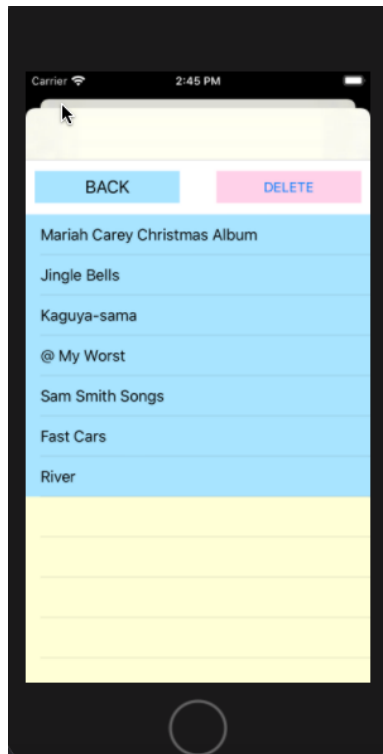 Carrier 2:45 PM
BACK DELETE
Mariah Carey Christmas Album
Jingle Bells
Kaguya-sama
@ My Worst
Sam Smith Songs
Fast Cars
River